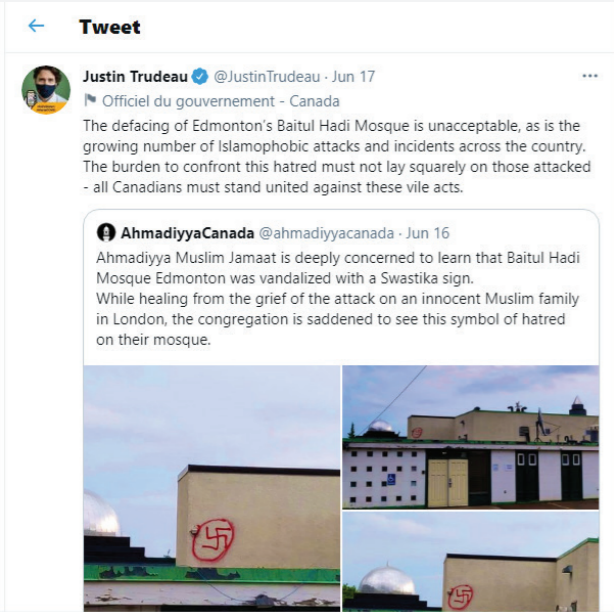 Tweet
Justin Trudeau @JustinTrudeau · Jun 17
Officiel du gouvernement - Canada
The defacing of Edmonton's Baitul Hadi Mosque is unacceptable, as is the
growing number of Islamophobic attacks and incidents across the country.
The burden to confront this hatred must not lay squarely on those attacked
- all Canadians must stand united against these vile acts.
AhmadiyyaCanada @ahmadiyyacanada · Jun 16
Ahmadiyya Muslim Jamaat is deeply concerned to learn that Baitul Hadi
Mosque Edmonton was vandalized with a Swastika sign.
While healing from the grief of the attack on an innocent Muslim family
in London, the congregation is saddened to see this symbol of hatred
on their mosque.